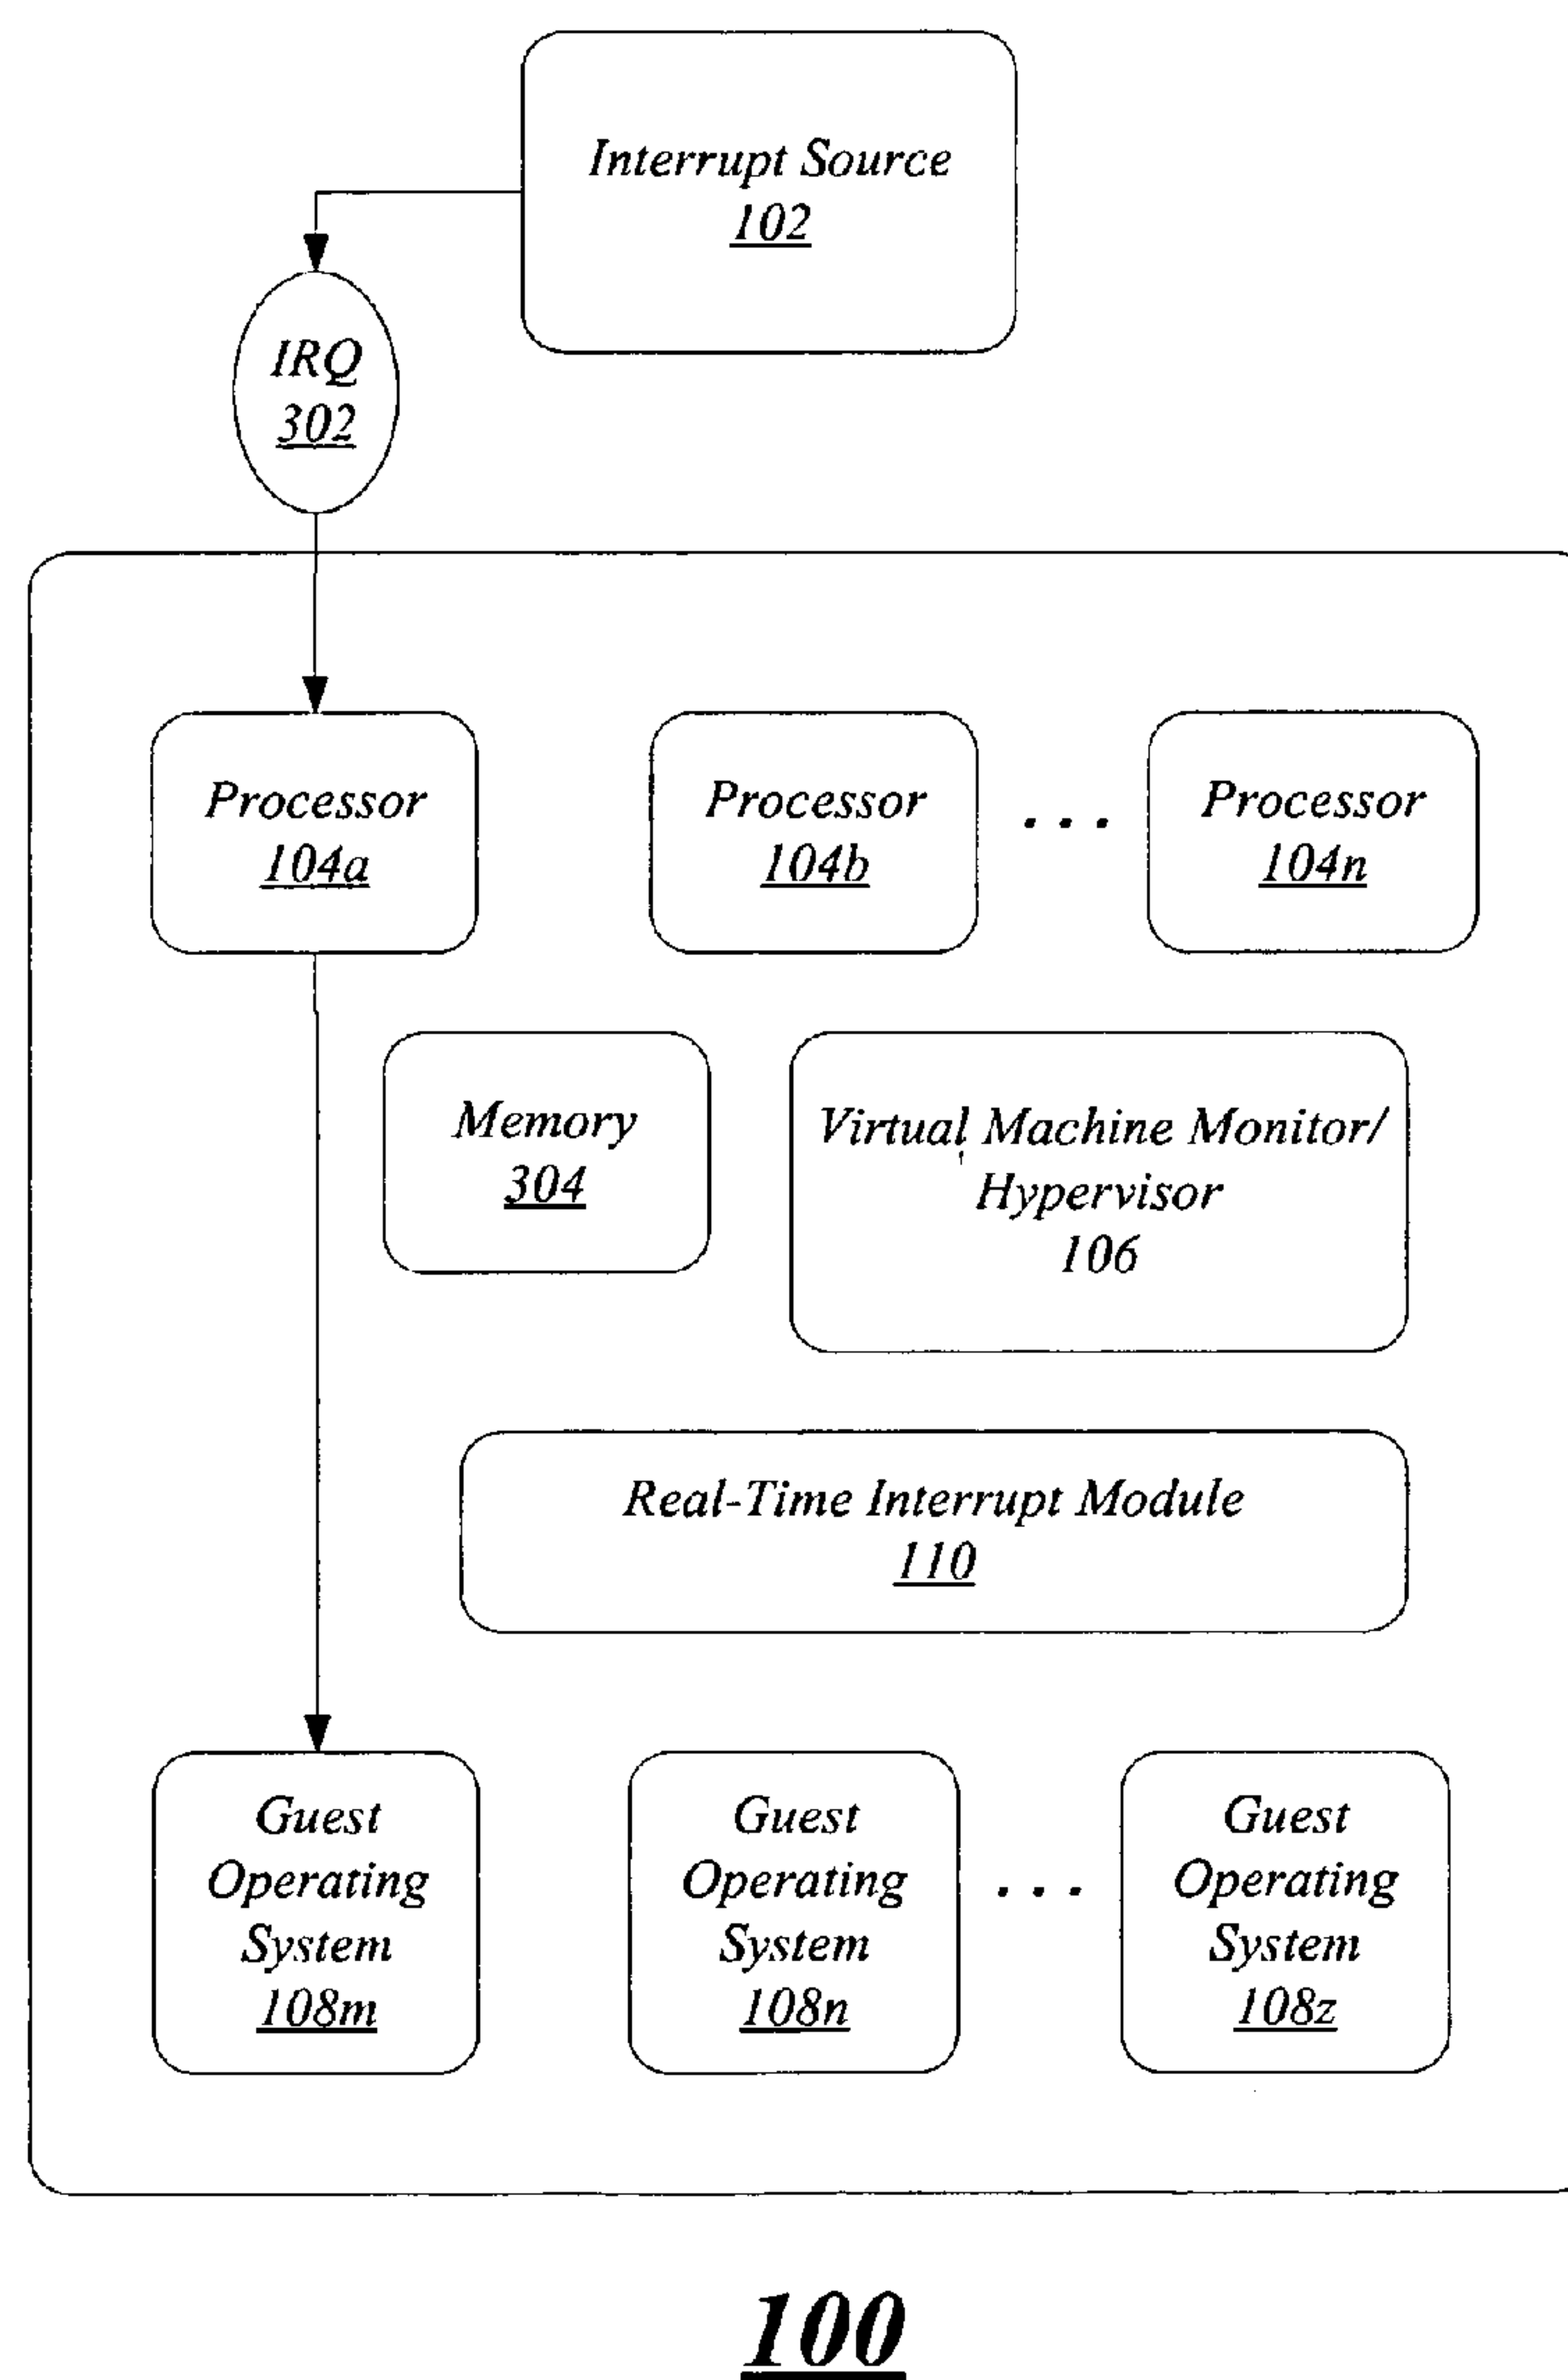 Interrupt Source
102
IRQ
302
Processor
104a
Processor
104b
. . .
Processor
104n
Memory
304
Virtual Machine Monitor/
Hypervisor
106
Real-Time Interrupt Module
110
Guest
Operating
System
108m
Guest
Operating
System
108n
. . .
Guest
Operating
System
108z
100